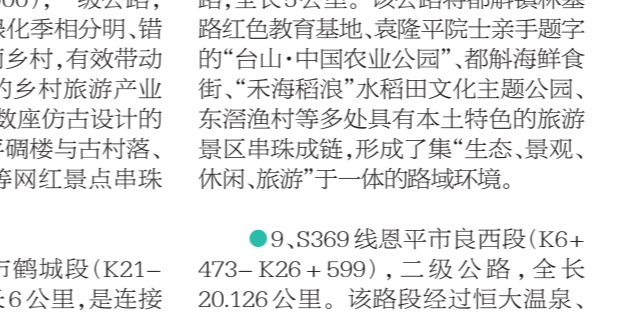 00），一级公路，
化季相分明、错
乡村，有效带动
的乡村旅游产业
数座仿古设计的
碉楼与古村落、
等网红景点串珠
市鹤城段（K21–
长6公里，是连接
路，全长5公里。该公路将都斛镇林基
路红色教育基地、袁隆平院士亲手题字
的“台山·中国农业公园”、都斛海鲜食
街、“禾海稻浪”水稻田文化主题公园、
东滘渔村等多处具有本土特色的旅游
景区串珠成链，形成了集“生态、景观、
休闲、旅游”于一体的路域环境。
●9、S369线恩平市良西段（K6+
473–K26+599），二级公路，全长
20.126公里。该路段经过恒大温泉、